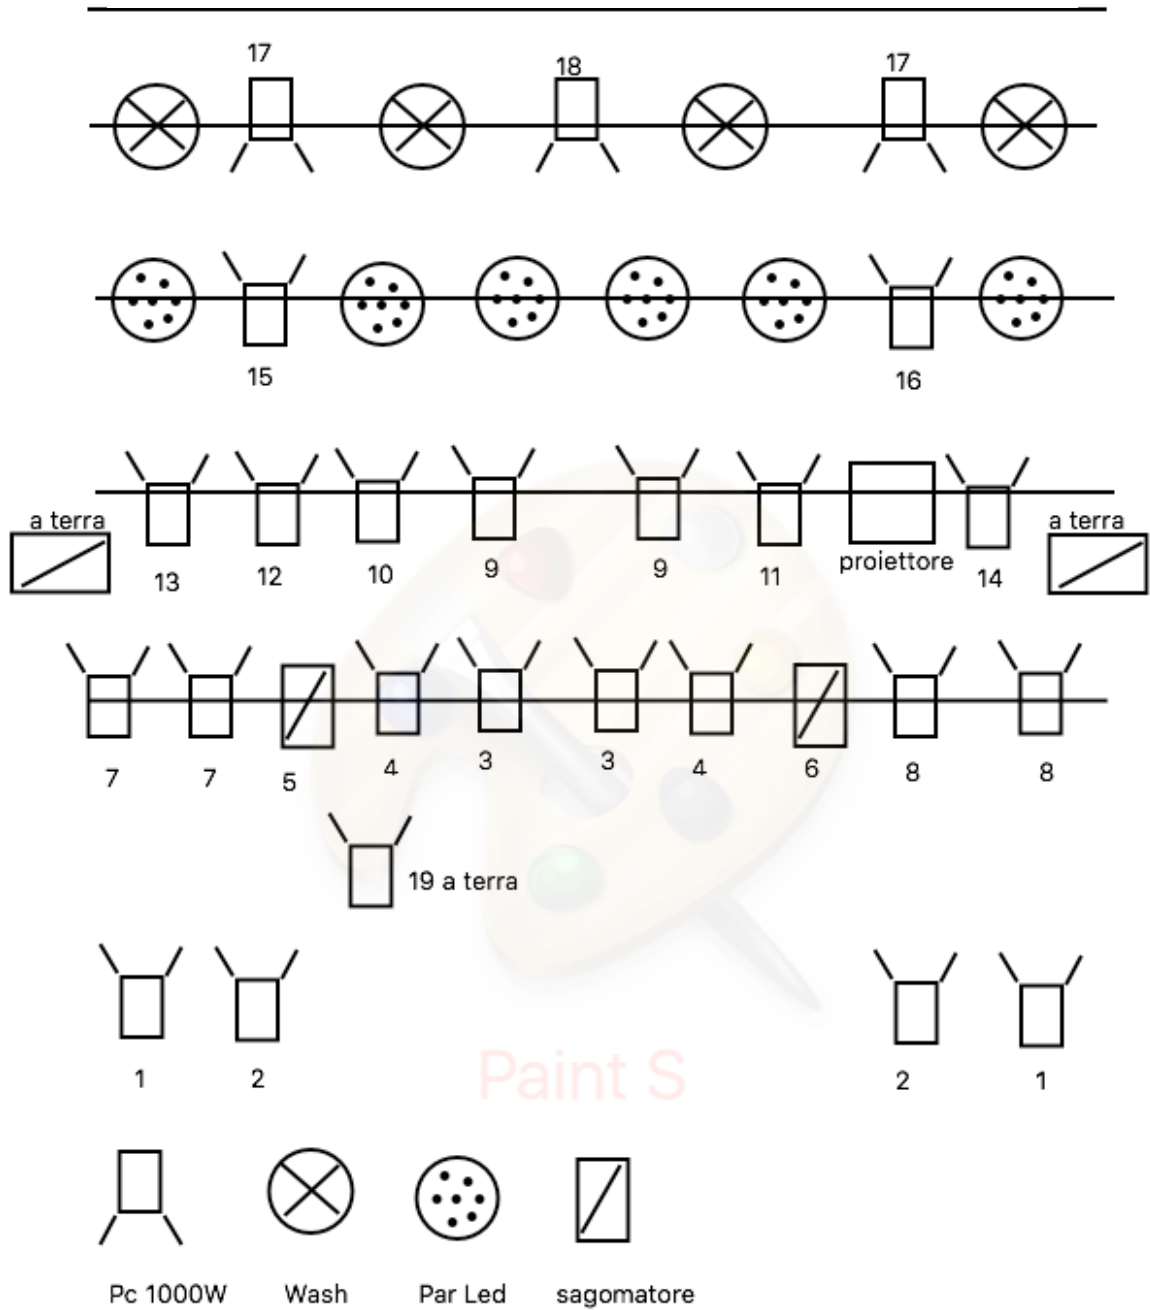 17 18 17
15 16
a terra a terra
13 12 10 9 9 11 proiettore 14
7 7 5 4 3 3 4 6 8 8
19 a terra
1 2 2 1
Paint S
Pc 1000W Wash Par Led sagomatore